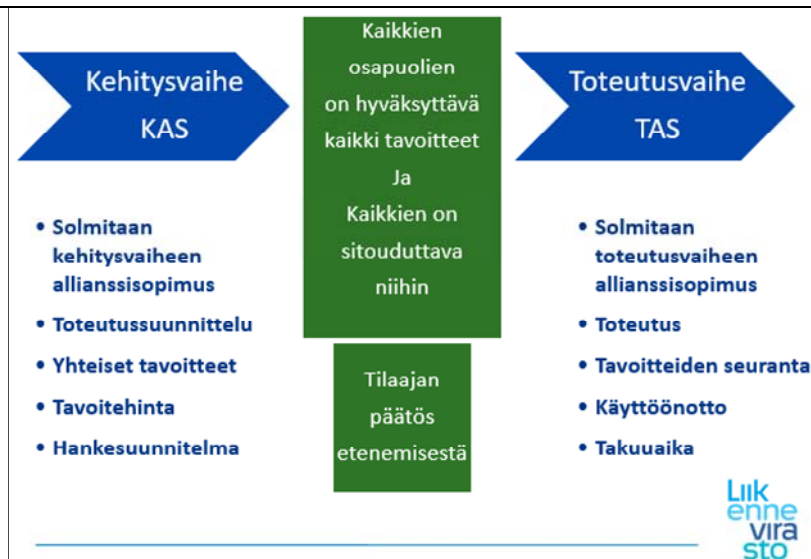 Kehitysvaihe
KAS
• Solmitaan
kehitysvaiheen
allianssisopimus
• Toteutussuunnittelu
• Yhteiset tavoitteet
• Tavoitehinta
• Hankesuunnitelma
Kaikkien
osapuolien
on hyväksyttävä
kaikki tavoitteet
Ja
Kaikkien on
sitouduttava
niihin
Tilaajan
päätös
etenemisestä
Toteutusvaihe
TAS
• Solmitaan
toteutusvaiheen
allianssisopimus
• Toteutus
• Tavoitteiden seuranta
• Käyttöönotto
• Takuuaika
Liik
enne
vira
sto